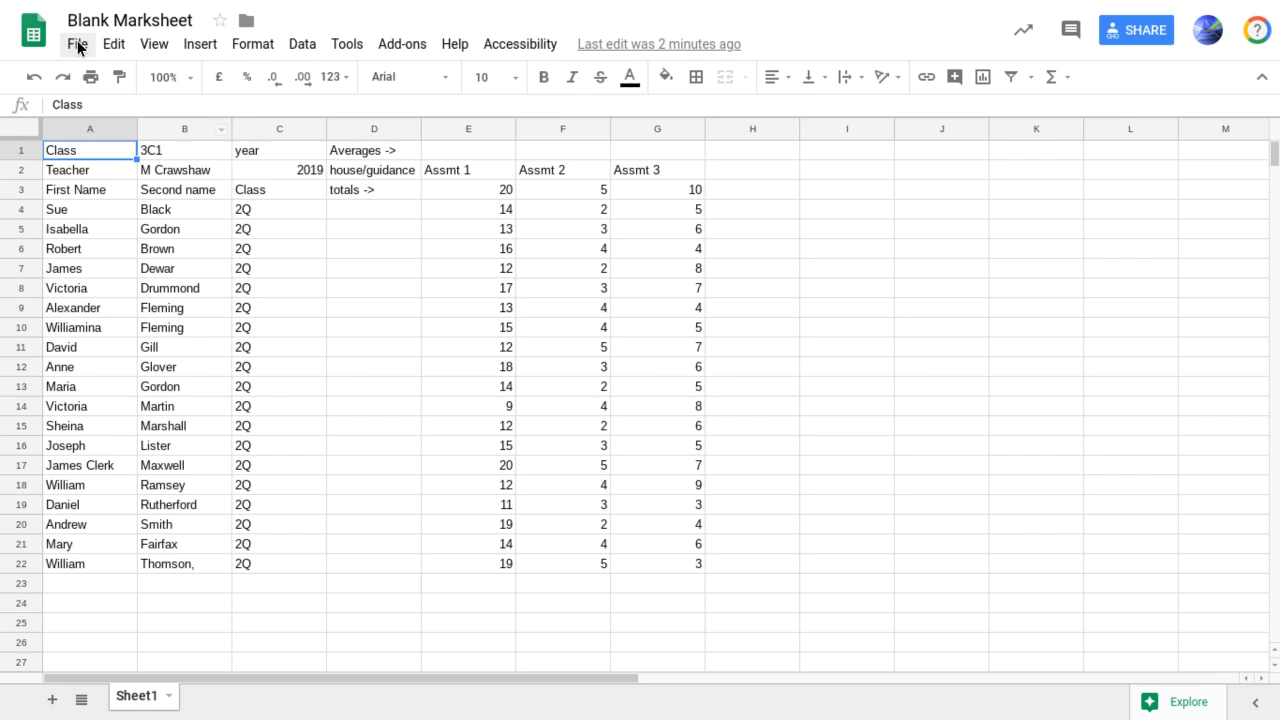 Blank Marksheet
File Edit View Insert Format Data Tools Add-ons Help Accessibility Last edit was 2 minutes ago
SHARE
100% £ % .0 .00 123 Arial 10 B I S A Σ
fx Class
A B C D E F G H I J K L M
1 Class 3C1 year Averages ->
2 Teacher M Crawshaw 2019 house/guidance Assmt 1 Assmt 2 Assmt 3
3 First Name Second name Class totals -> 20 5 10
4 Sue Black 2Q 14 2 5
5 Isabella Gordon 2Q 13 3 6
6 Robert Brown 2Q 16 4 4
7 James Dewar 2Q 12 2 8
8 Victoria Drummond 2Q 17 3 7
9 Alexander Fleming 2Q 13 4 4
10 Williamina Fleming 2Q 15 4 5
11 David Gill 2Q 12 5 7
12 Anne Glover 2Q 18 3 6
13 Maria Gordon 2Q 14 2 5
14 Victoria Martin 2Q 9 4 8
15 Sheina Marshall 2Q 12 2 6
16 Joseph Lister 2Q 15 3 5
17 James Clerk Maxwell 2Q 20 5 7
18 William Ramsey 2Q 12 4 9
19 Daniel Rutherford 2Q 11 3 3
20 Andrew Smith 2Q 19 2 4
21 Mary Fairfax 2Q 14 4 6
22 William Thomson, 2Q 19 5 3
23
24
25
26
27
Sheet1
Explore